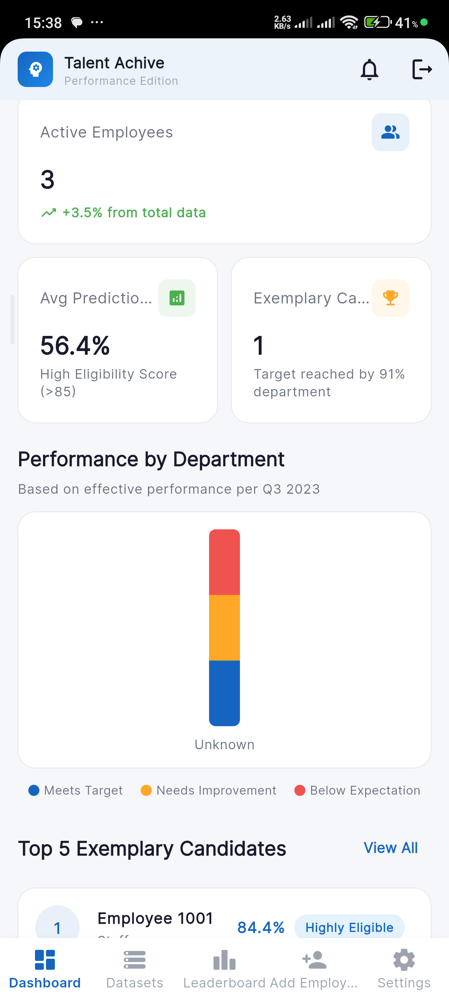 15:38
2.63
KB/s
41%
Talent Achive
Performance Edition
Active Employees
3
+3.5% from total data
Avg Predictio...
56.4%
High Eligibility Score
(>85)
Exemplary Ca...
1
Target reached by 91%
department
Performance by Department
Based on effective performance per Q3 2023
Unknown
Meets Target
Needs Improvement
Below Expectation
Top 5 Exemplary Candidates
View All
1
Employee 1001
84.4%
Highly Eligible
Dashboard
Datasets
Leaderboard
Add Employ...
Settings